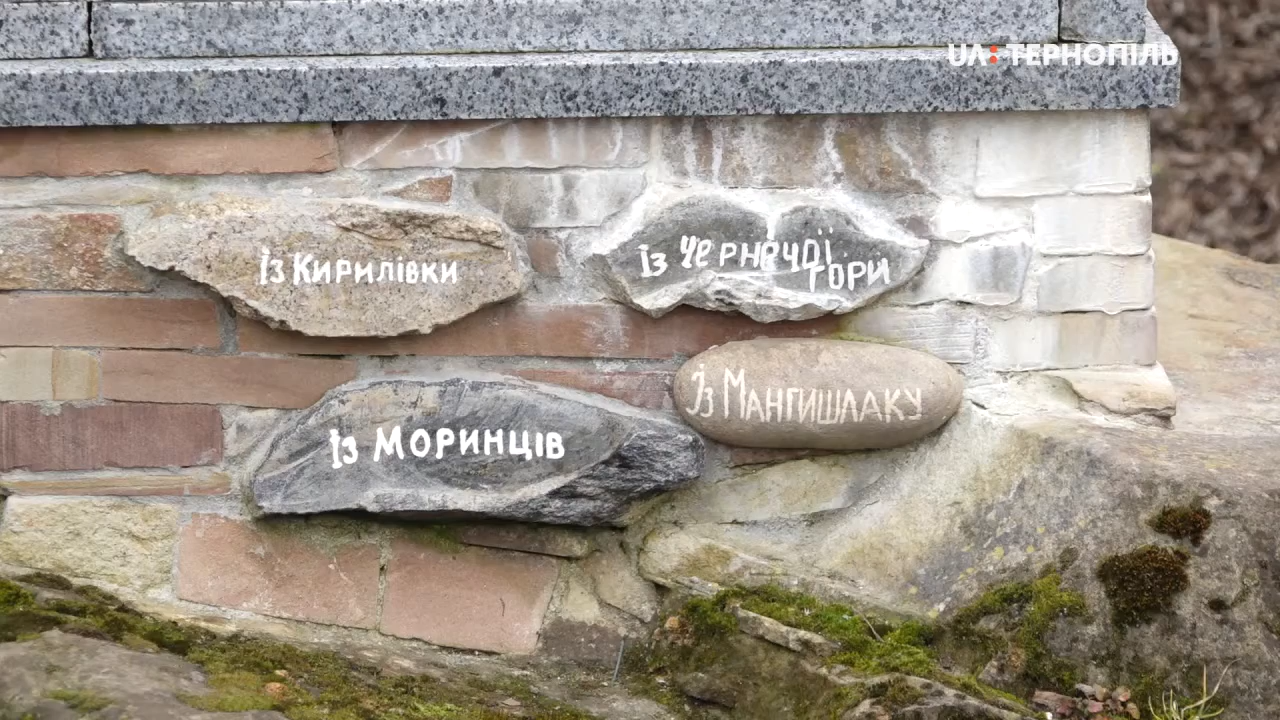 UA:ТЕРНОПІЛЬ
Із Кирилівки
Із Чернечої
гори
Із Мангишлаку
Із Моринців